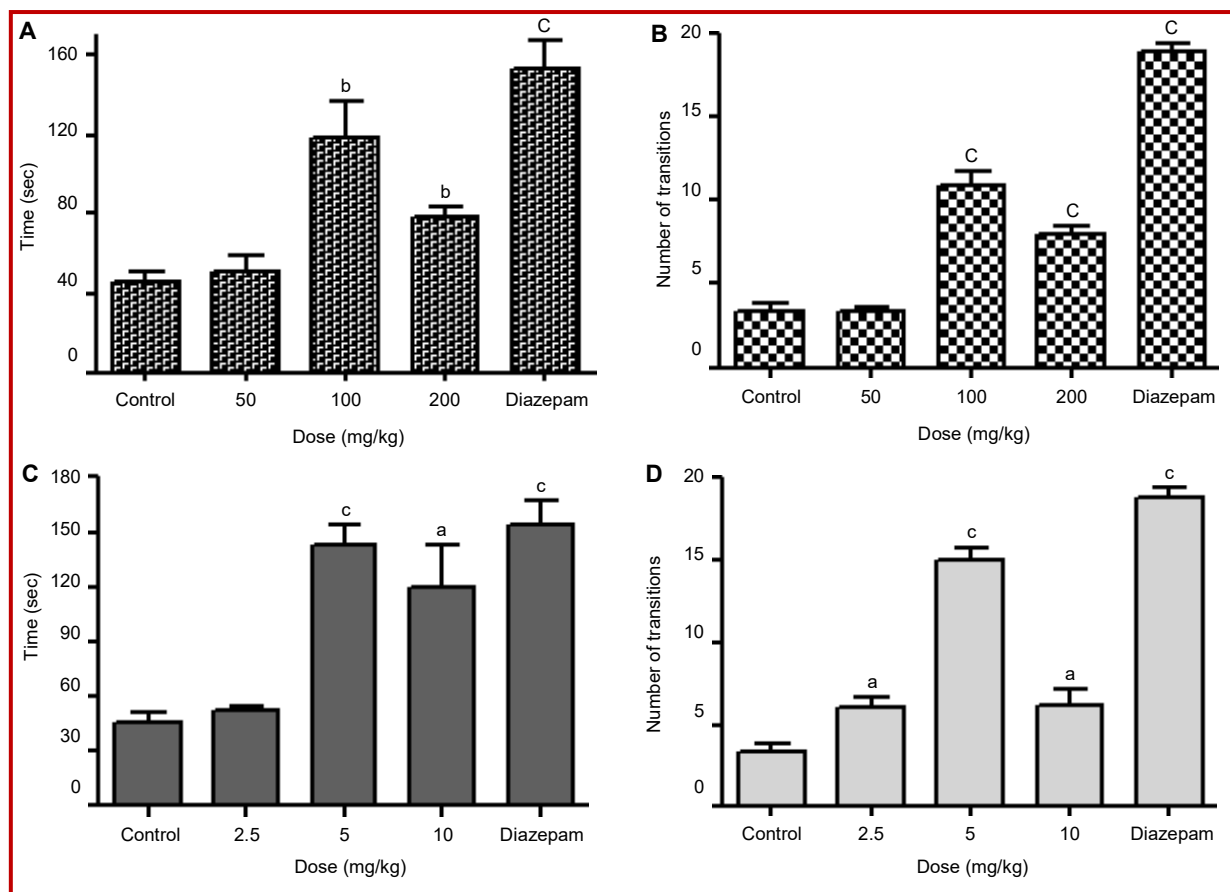 A
Time (sec)
160
120
80
40
0
b
b
C
Control 50 100 200 Diazepam
Dose (mg/kg)
B
Number of transitions
20
15
10
5
0
C
C
C
Control 50 100 200 Diazepam
Dose (mg/kg)
C
Time (sec)
180
150
120
90
60
30
0
c
a
c
Control 2.5 5 10 Diazepam
Dose (mg/kg)
D
Number of transitions
20
15
10
5
0
a
c
a
c
Control 2.5 5 10 Diazepam
Dose (mg/kg)